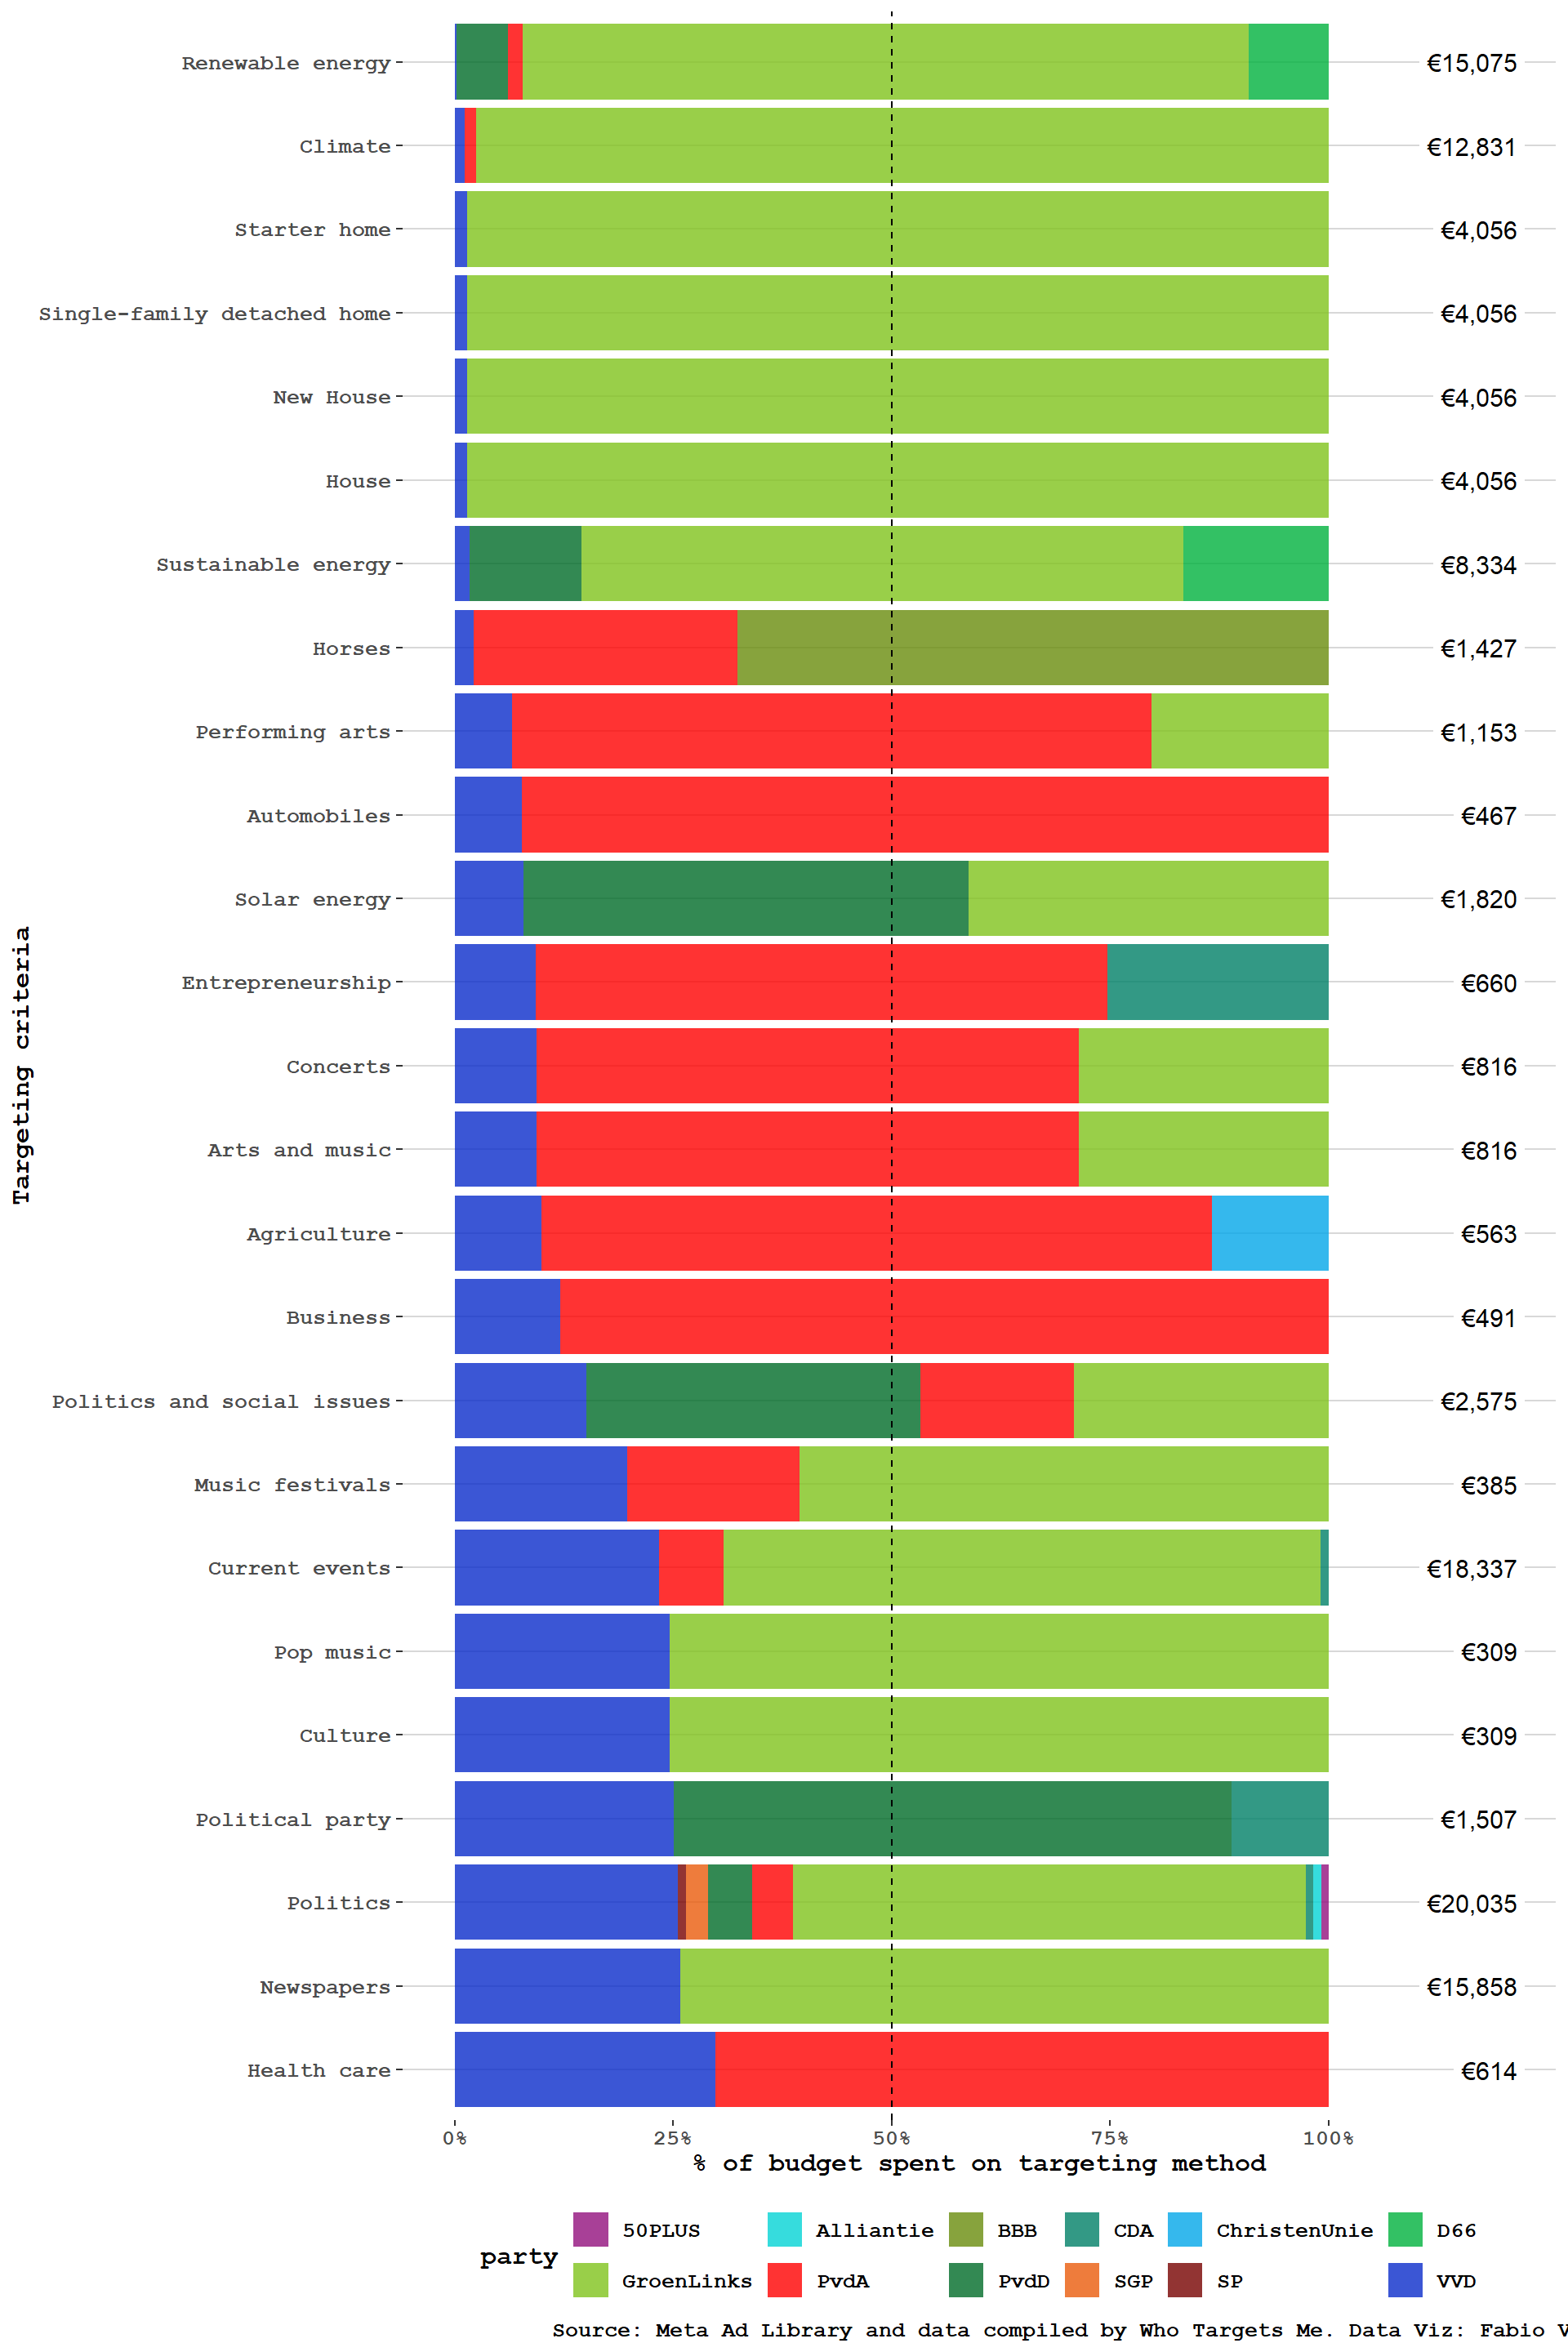 Renewable energy €15,075
Climate €12,831
Starter home €4,056
Single-family detached home €4,056
New House €4,056
House €4,056
Sustainable energy €8,334
Horses €1,427
Performing arts €1,153
Automobiles €467
Solar energy €1,820
Entrepreneurship €660
Concerts €816
Arts and music €816
Agriculture €563
Business €491
Politics and social issues €2,575
Music festivals €385
Current events €18,337
Pop music €309
Culture €309
Political party €1,507
Politics €20,035
Newspapers €15,858
Health care €614
Targeting criteria
0% 25% 50% 75% 100%
% of budget spent on targeting method
party
50PLUS Alliantie BBB CDA ChristenUnie D66
GroenLinks PvdA PvdD SGP SP VVD
Source: Meta Ad Library and data compiled by Who Targets Me. Data Viz: Fabio V